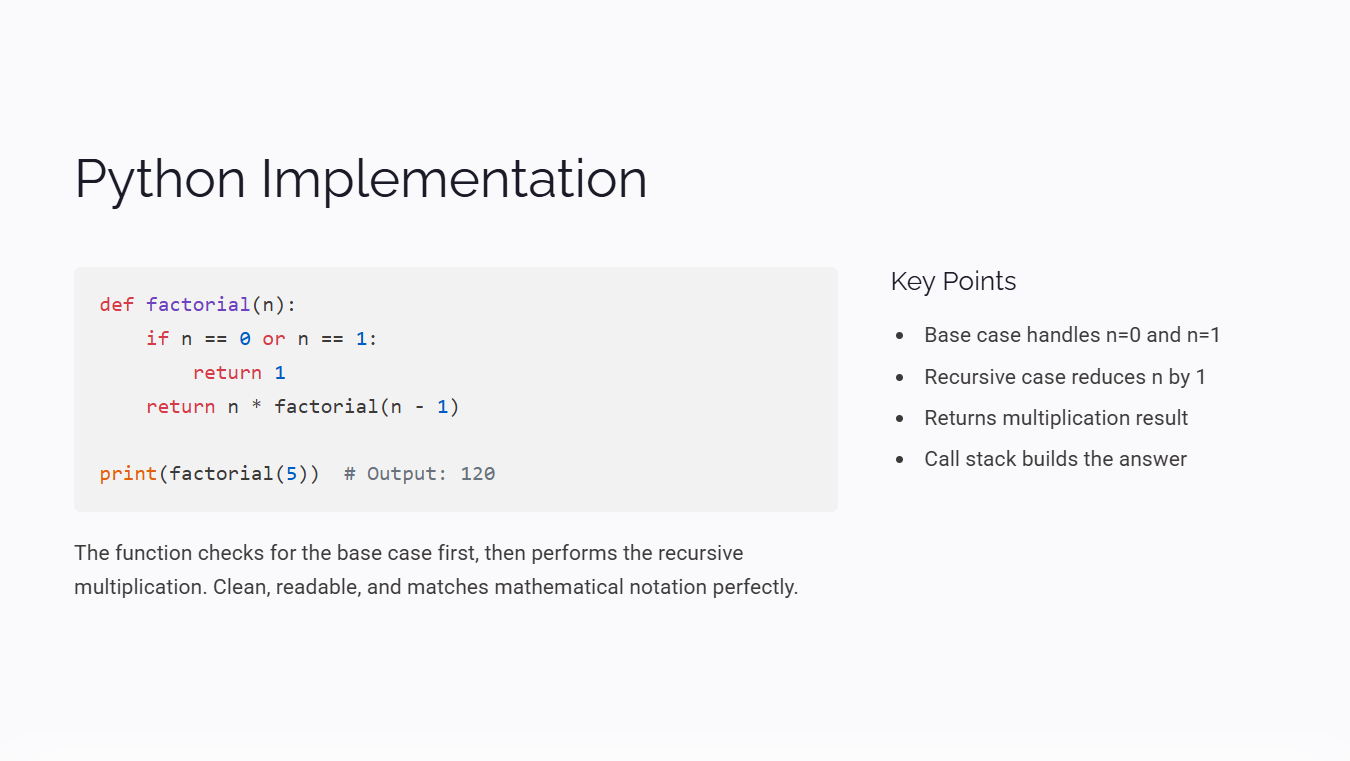 Python Implementation
def factorial(n):
    if n == 0 or n == 1:
        return 1
    return n * factorial(n - 1)
print(factorial(5))  # Output: 120
The function checks for the base case first, then performs the recursive
multiplication. Clean, readable, and matches mathematical notation perfectly.
Key Points
• Base case handles n=0 and n=1
• Recursive case reduces n by 1
• Returns multiplication result
• Call stack builds the answer